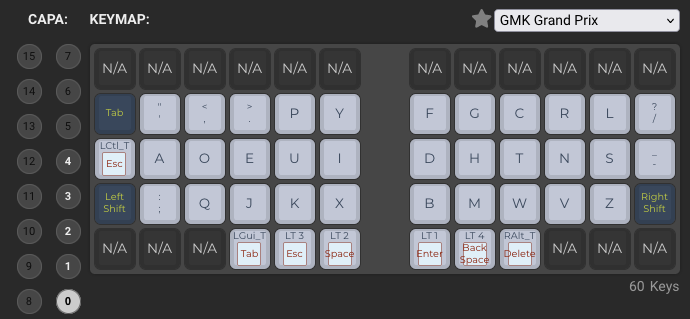 CAPA: KEYMAP: GMK Grand Prix
15 7 N/A N/A N/A N/A N/A N/A N/A N/A N/A N/A N/A N/A
14 6
Tab " ' < , > . P Y F G C R L ? /
13 5
LCtl_T
12 4 Esc A O E U I D H T N S _ -
11 3 Left Shift : ; Q J K X B M W V Z Right Shift
10 2
LGui_T LT 3 LT 2 LT 1 LT 4 RAlt_T
N/A N/A N/A Tab Esc Space Enter Back Space Delete N/A N/A N/A
9 1
60 Keys
8 0